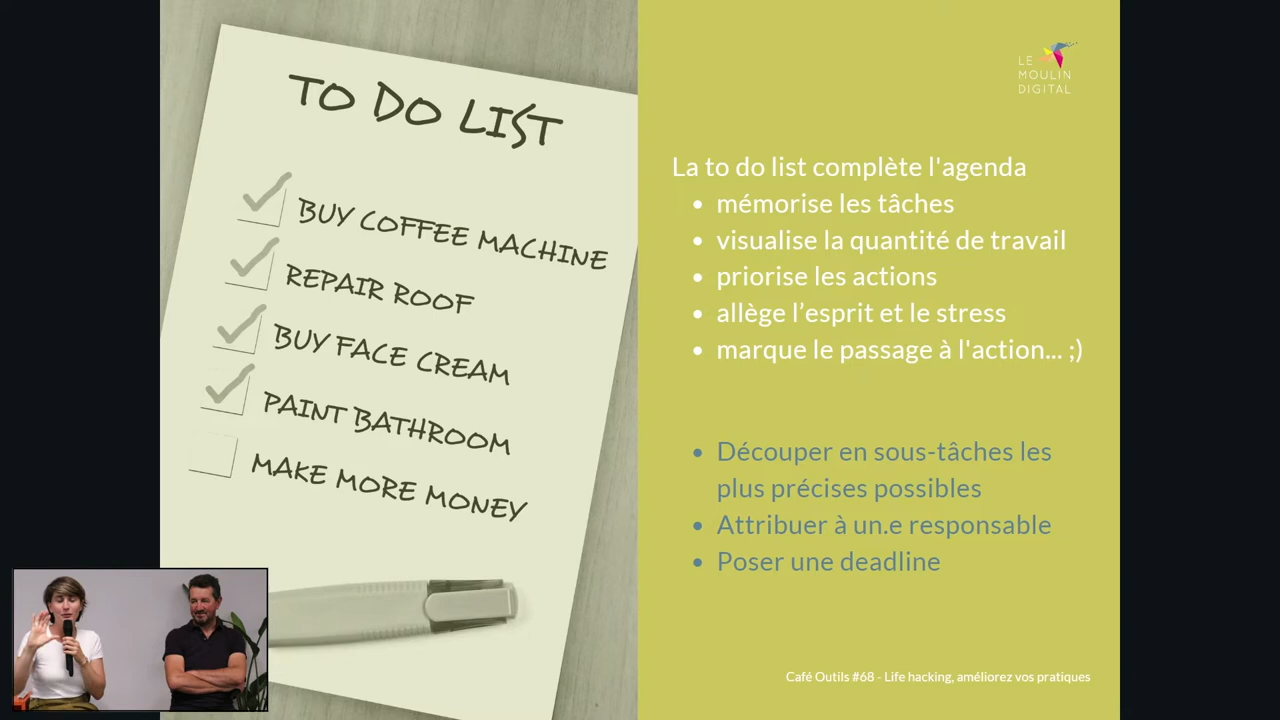 TO DO LIST
BUY COFFEE MACHINE
REPAIR ROOF
BUY FACE CREAM
PAINT BATHROOM
MAKE MORE MONEY
LE
MOULIN
DIGITAL
La to do list complète l'agenda
• mémorise les tâches
• visualise la quantité de travail
• priorise les actions
• allège l’esprit et le stress
• marque le passage à l'action... ;)
• Découper en sous-tâches les
plus précises possibles
• Attribuer à un.e responsable
• Poser une deadline
Café Outils #68 - Life hacking, améliorez vos pratiques